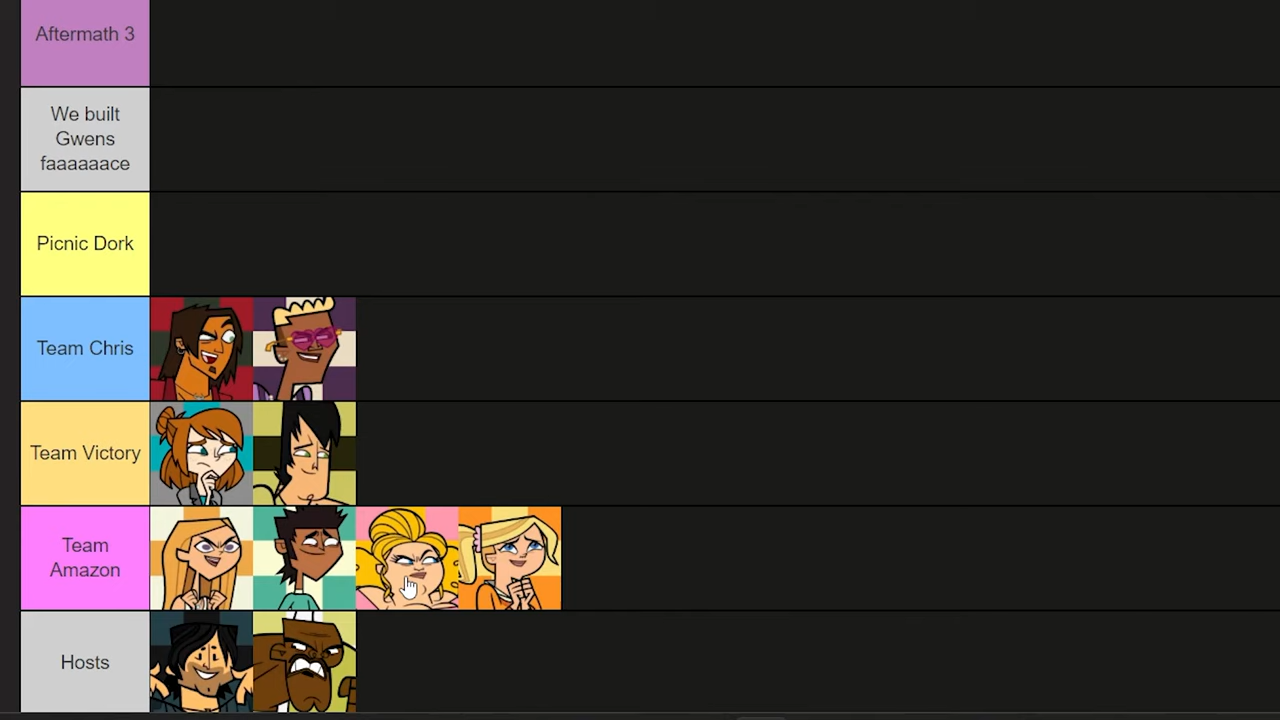 Aftermath 3
We built
Gwens
faaaaaace
Picnic Dork
Team Chris
Team Victory
Team
Amazon
Hosts